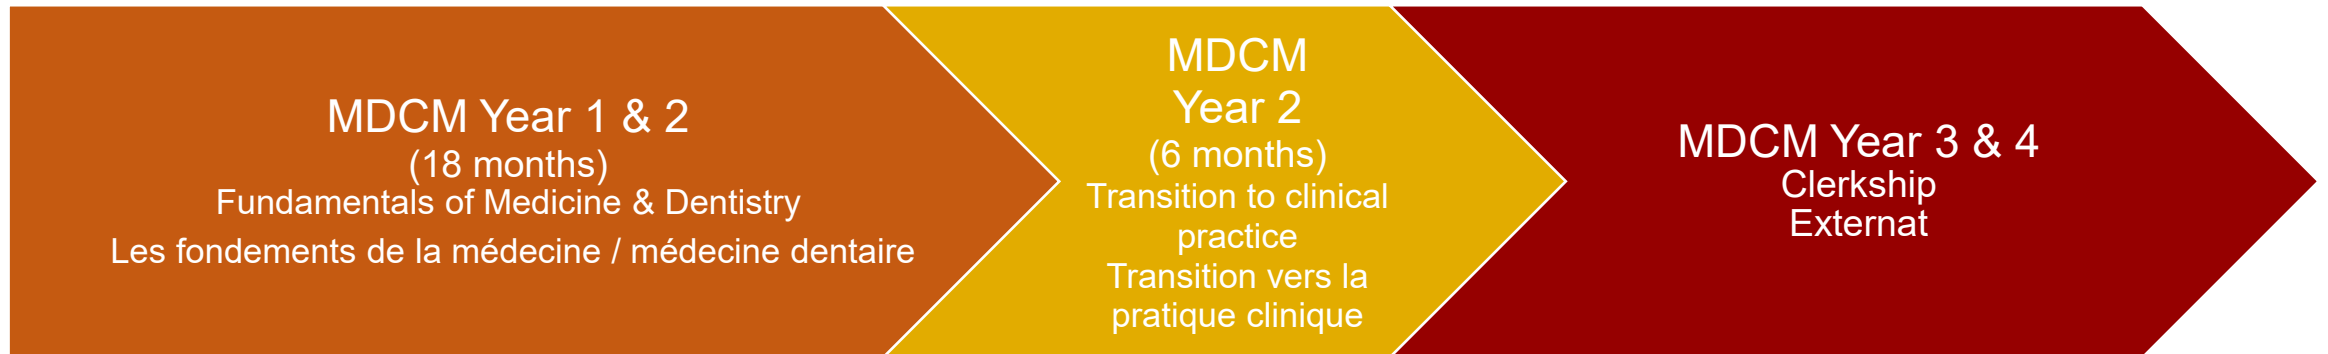 MDCM Year 1 & 2
(18 months)
Fundamentals of Medicine & Dentistry
Les fondements de la médecine / médecine dentaire
MDCM
Year 2
(6 months)
Transition to clinical
practice
Transition vers la
pratique clinique
MDCM Year 3 & 4
Clerkship
Externat